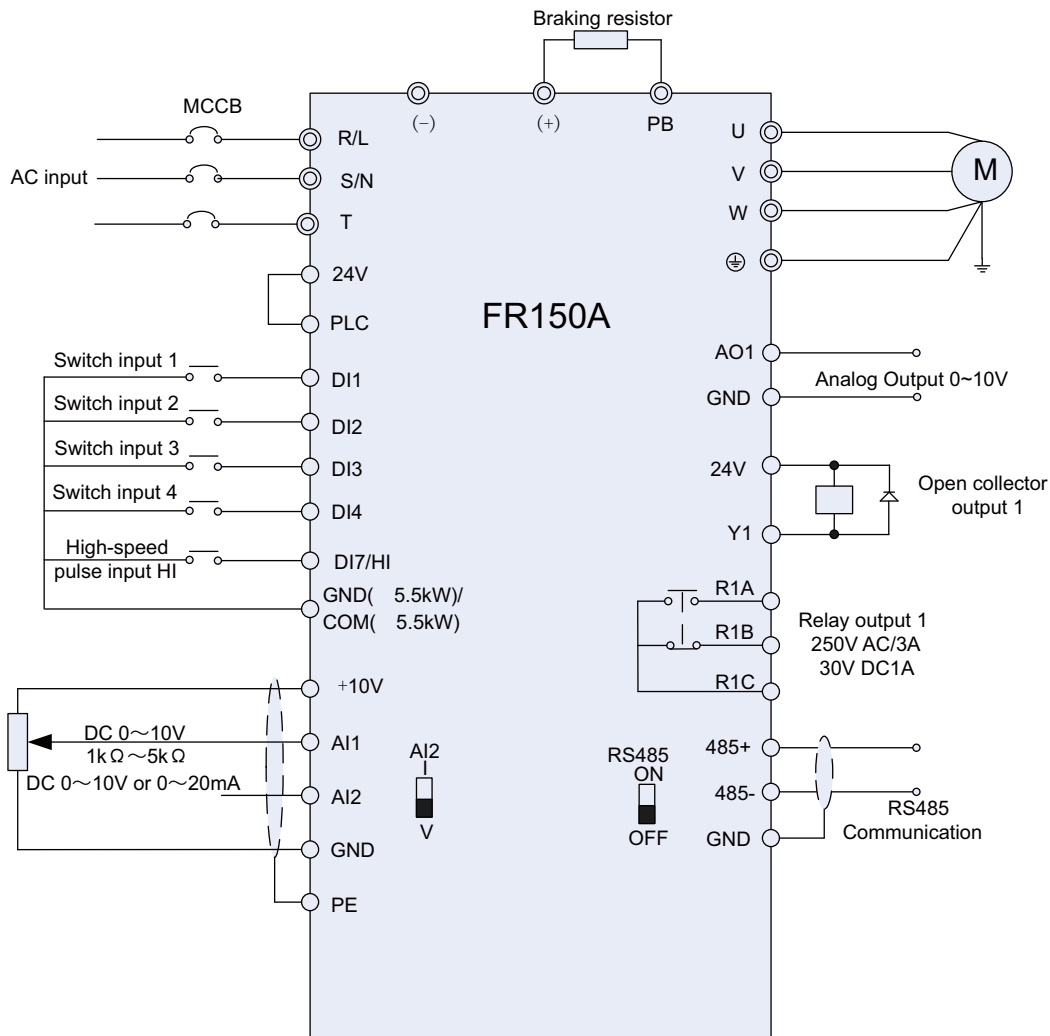 Braking resistor
MCCB
(−)
(+)
PB
R/L
U
AC input
S/N
V
M
T
W
24V
PLC
FR150A
AO1
Analog Output 0~10V
GND
Switch input 1
DI1
Switch input 2
DI2
Switch input 3
DI3
Switch input 4
DI4
High-speed
pulse input HI
DI7/HI
GND( 5.5kW)/
COM( 5.5kW)
24V
Open collector
output 1
Y1
R1A
R1B
R1C
Relay output 1
250V AC/3A
30V DC1A
+10V
DC 0～10V
1kΩ～5kΩ
AI1
DC 0～10V or 0～20mA
AI2
GND
PE
AI2
I
V
RS485
ON
OFF
485+
485-
GND
RS485
Communication